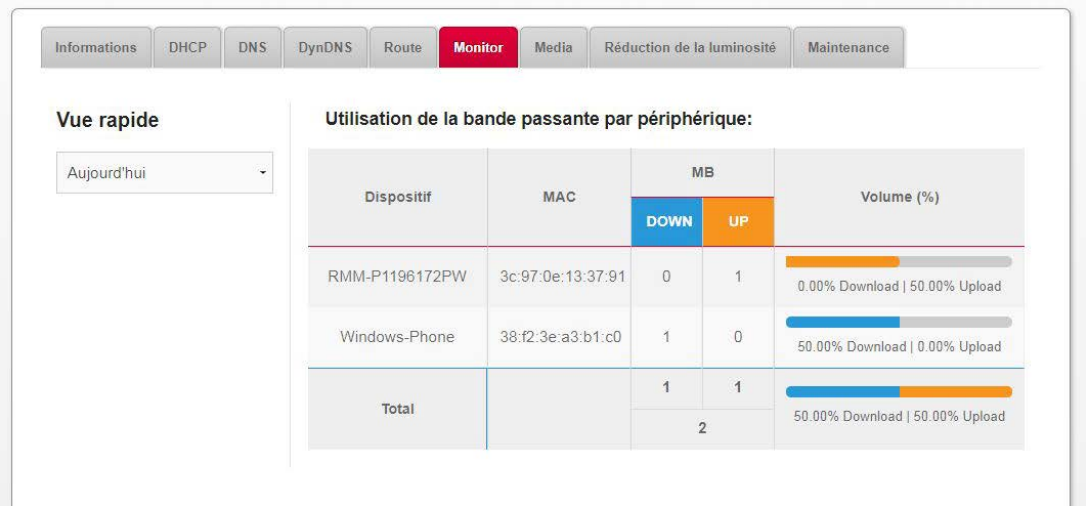 Informations DHCP DNS DynDNS Route Monitor Media Réduction de la luminosité Maintenance
Vue rapide
Aujourd'hui
Utilisation de la bande passante par périphérique:
Dispositif MAC MB Volume (%)
DOWN UP
RMM-P1196172PW 3c:97:0e:13:37:91 0 1
0.00% Download | 50.00% Upload
Windows-Phone 38:f2:3e:a3:b1:c0 1 0
50.00% Download | 0.00% Upload
Total 1 1
50.00% Download | 50.00% Upload
2